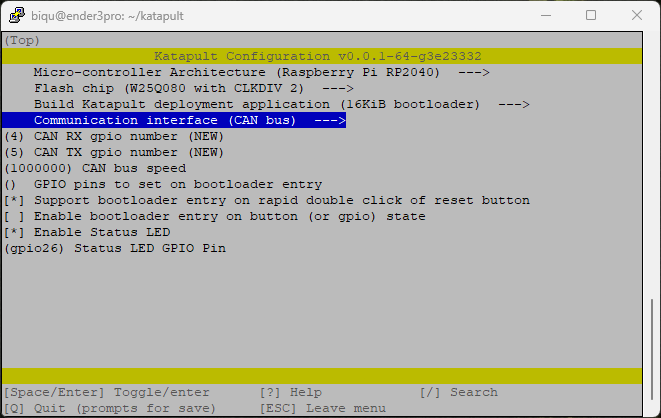 biqu@ender3pro: ~/katapult
(Top)
Katapult Configuration v0.0.1-64-g3e23332
Micro-controller Architecture (Raspberry Pi RP2040)  --->
Flash chip (W25Q080 with CLKDIV 2)  --->
Build Katapult deployment application (16KiB bootloader)  --->
Communication interface (CAN bus)  --->
(4) CAN RX gpio number (NEW)
(5) CAN TX gpio number (NEW)
(1000000) CAN bus speed
()  GPIO pins to set on bootloader entry
[*] Support bootloader entry on rapid double click of reset button
[ ] Enable bootloader entry on button (or gpio) state
[*] Enable Status LED
(gpio26) Status LED GPIO Pin
[Space/Enter] Toggle/enter      [?] Help      [/] Search
[Q] Quit (prompts for save)     [ESC] Leave menu